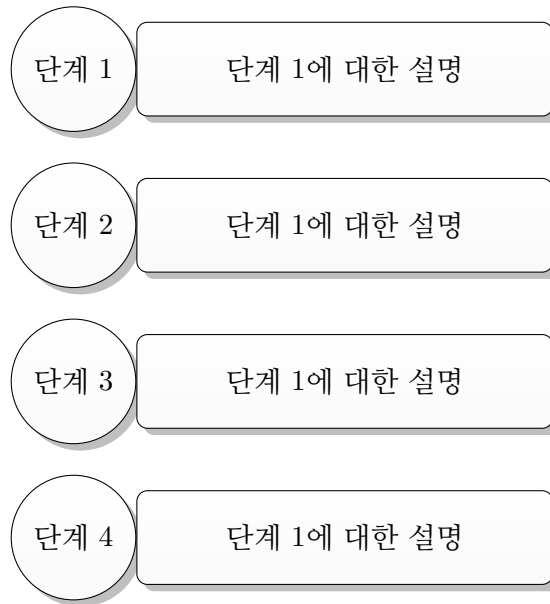 단계 1 단계 1에 대한 설명
단계 2 단계 1에 대한 설명
단계 3 단계 1에 대한 설명
단계 4 단계 1에 대한 설명